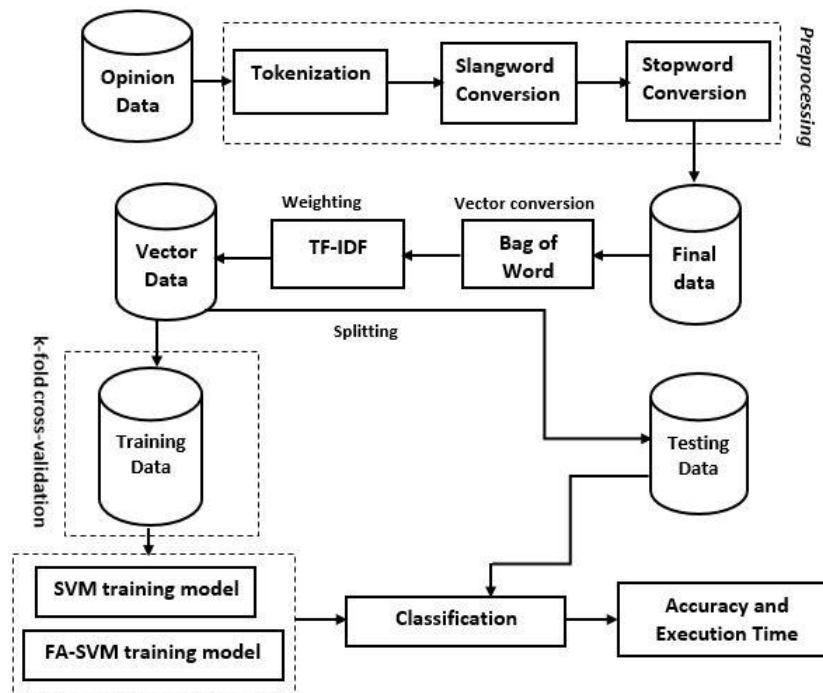 Preprocessing
Opinion
Data
Tokenization
Slangword
Conversion
Stopword
Conversion
Weighting
Vector conversion
Vector
Data
TF-IDF
Bag of
Word
Final
data
Splitting
k-fold cross-validation
Training
Data
Testing
Data
SVM training model
FA-SVM training model
Classification
Accuracy and
Execution Time